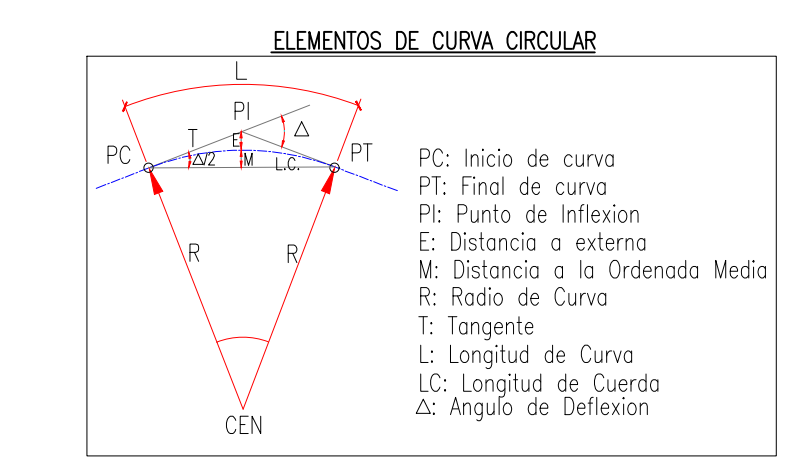 ELEMENTOS DE CURVA CIRCULAR
L
PI
T
E
Δ
PC
Δ/2
M
L.C.
PT
R
R
CEN
PC: Inicio de curva
PT: Final de curva
PI: Punto de Inflexion
E: Distancia a externa
M: Distancia a la Ordenada Media
R: Radio de Curva
T: Tangente
L: Longitud de Curva
LC: Longitud de Cuerda
Δ: Angulo de Deflexion